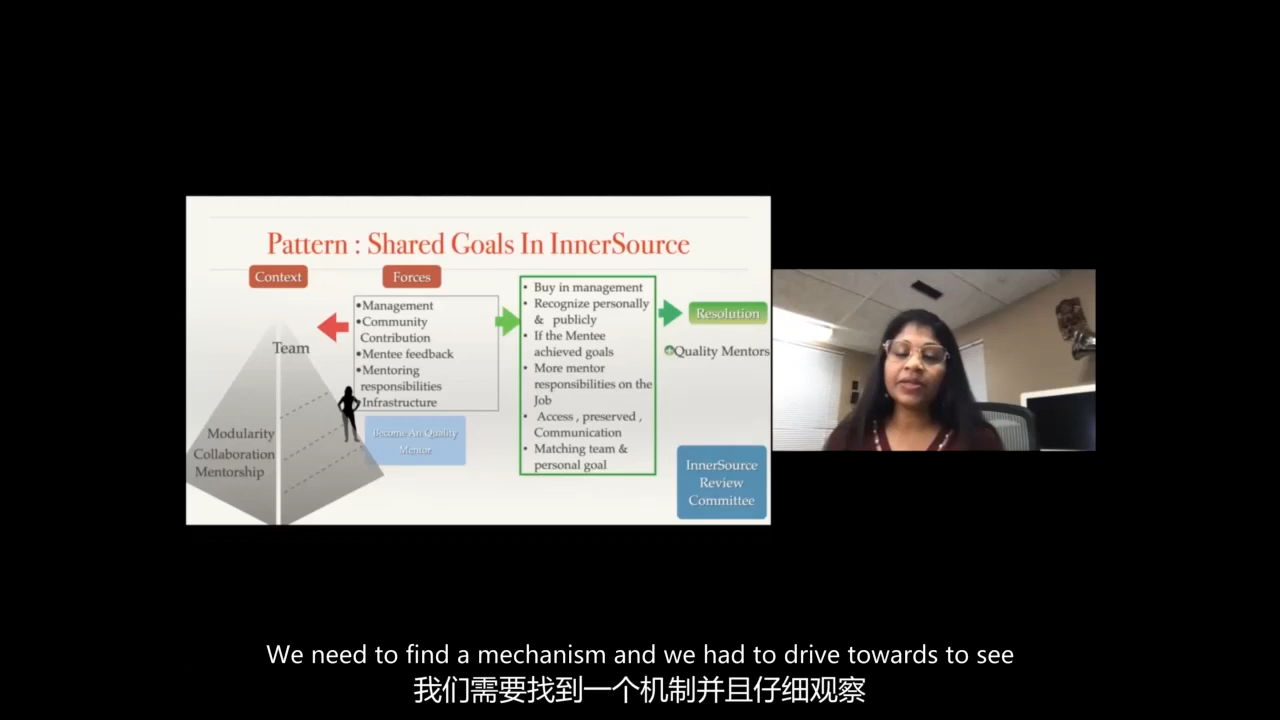 Pattern : Shared Goals In InnerSource
Context
Forces
Team
Modularity
Collaboration
Mentorship
•Management
•Community
Contribution
•Mentee feedback
•Mentoring
responsibilities
•Infrastructure
Become An Quality
Mentor
• Buy in management
• Recognize personally
& publicly
• If the Mentee
achieved goals
• More mentor
responsibilities on the
Job
• Access , preserved ,
Communication
• Matching team &
personal goal
Resolution
Quality Mentors
InnerSource
Review
Committee
We need to find a mechanism and we had to drive towards to see
我们需要找到一个机制并且仔细观察